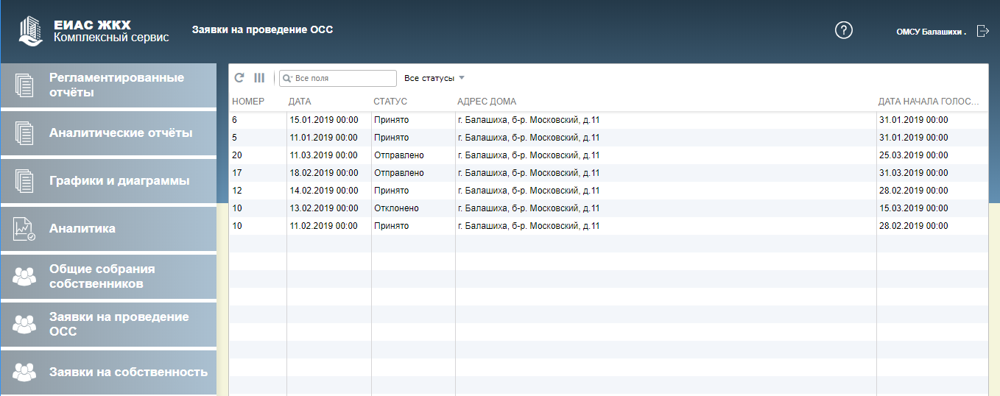 ЕИАС ЖКХ
Комплексный сервис
Заявки на проведение ОСС
?
ОМСУ Балашихи .
Регламентированные
отчёты
Аналитические отчёты
Графики и диаграммы
Аналитика
Общие собрания
собственников
Заявки на проведение
ОСС
Заявки на собственность
Все поля
Все статусы
НОМЕР ДАТА СТАТУС АДРЕС ДОМА ДАТА НАЧАЛА ГОЛОС...
6 15.01.2019 00:00 Принято г. Балашиха, б-р. Московский, д.11 31.01.2019 00:00
5 11.01.2019 00:00 Принято г. Балашиха, б-р. Московский, д.11 31.01.2019 00:00
20 11.03.2019 00:00 Отправлено г. Балашиха, б-р. Московский, д.11 25.03.2019 00:00
17 18.02.2019 00:00 Отправлено г. Балашиха, б-р. Московский, д.11 31.03.2019 00:00
12 14.02.2019 00:00 Принято г. Балашиха, б-р. Московский, д.11 28.02.2019 00:00
10 13.02.2019 00:00 Отклонено г. Балашиха, б-р. Московский, д.11 15.03.2019 00:00
10 11.02.2019 00:00 Принято г. Балашиха, б-р. Московский, д.11 28.02.2019 00:00